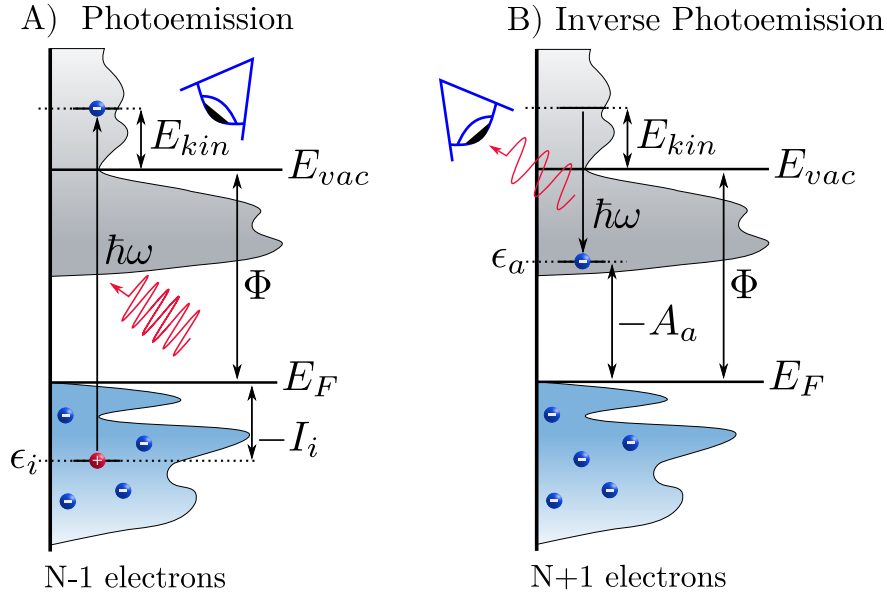 A) Photoemission
E_kin
E_vac
ħω
Φ
E_F
-I_i
ϵ_i
N-1 electrons
B) Inverse Photoemission
E_kin
E_vac
ħω
ϵ_a
Φ
-A_a
E_F
N+1 electrons